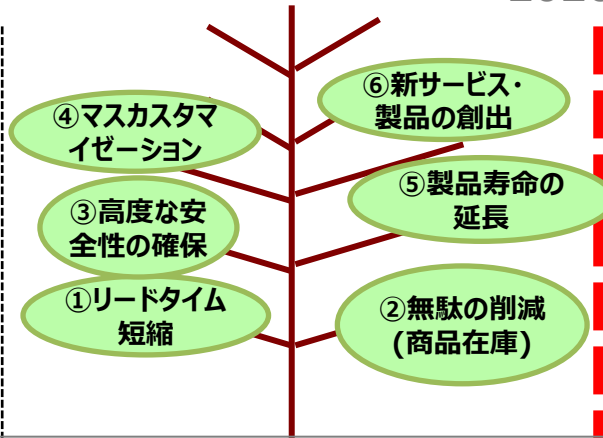 ⑥新サービス・
製品の創出
④マスカスタマ
イゼーション
⑤製品寿命の
延長
③高度な安
全性の確保
①リードタイム
短縮
②無駄の削減
(商品在庫)